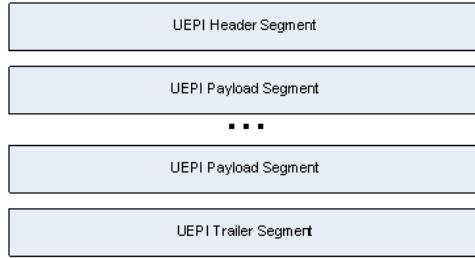 UEPI Header Segment
UEPI Payload Segment
...
UEPI Payload Segment
UEPI Trailer Segment